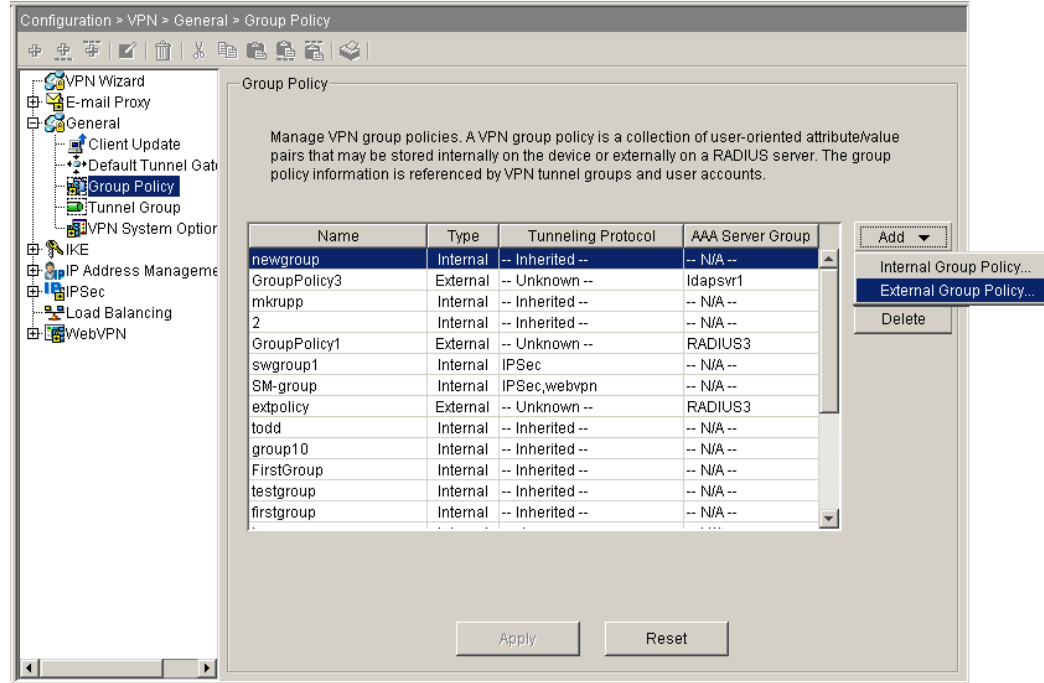 Configuration > VPN > General > Group Policy
VPN Wizard
E-mail Proxy
General
Client Update
Default Tunnel Gat
Group Policy
Tunnel Group
VPN System Option
IKE
IP Address Manageme
IPSec
Load Balancing
WebVPN
Group Policy
Manage VPN group policies. A VPN group policy is a collection of user-oriented attribute/value
pairs that may be stored internally on the device or externally on a RADIUS server. The group
policy information is referenced by VPN tunnel groups and user accounts.
Name Type Tunneling Protocol AAA Server Group
newgroup Internal -- Inherited -- -- N/A --
GroupPolicy3 External -- Unknown -- ldapsvr1
mkrupp Internal -- Inherited -- -- N/A --
2 Internal -- Inherited -- -- N/A --
GroupPolicy1 External -- Unknown -- RADIUS3
swgroup1 Internal IPSec -- N/A --
SM-group Internal IPSec,webvpn -- N/A --
extpolicy External -- Unknown -- RADIUS3
todd Internal -- Inherited -- -- N/A --
group10 Internal -- Inherited -- -- N/A --
FirstGroup Internal -- Inherited -- -- N/A --
testgroup Internal -- Inherited -- -- N/A --
firstgroup Internal -- Inherited -- -- N/A --
Add
Internal Group Policy...
External Group Policy...
Delete
Apply Reset